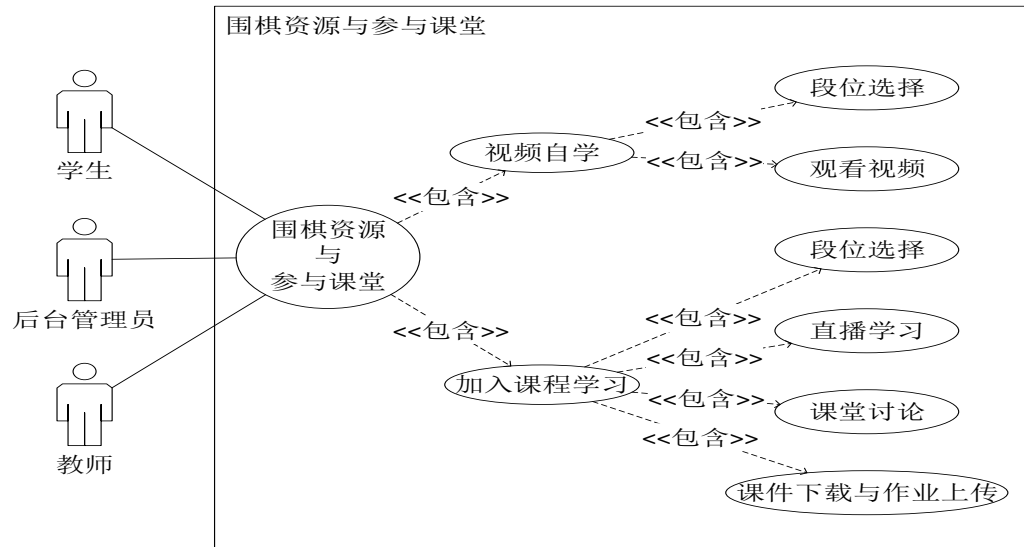 围棋资源与参与课堂
段位选择
<<包含>>
学生
视频自学
<<包含>>
观看视频
<<包含>>
围棋资源
与
参与课堂
段位选择
后台管理员
<<包含>>
<<包含>>
直播学习
<<包含>>
加入课程学习
教师
<<包含>>
课堂讨论
<<包含>>
课件下载与作业上传